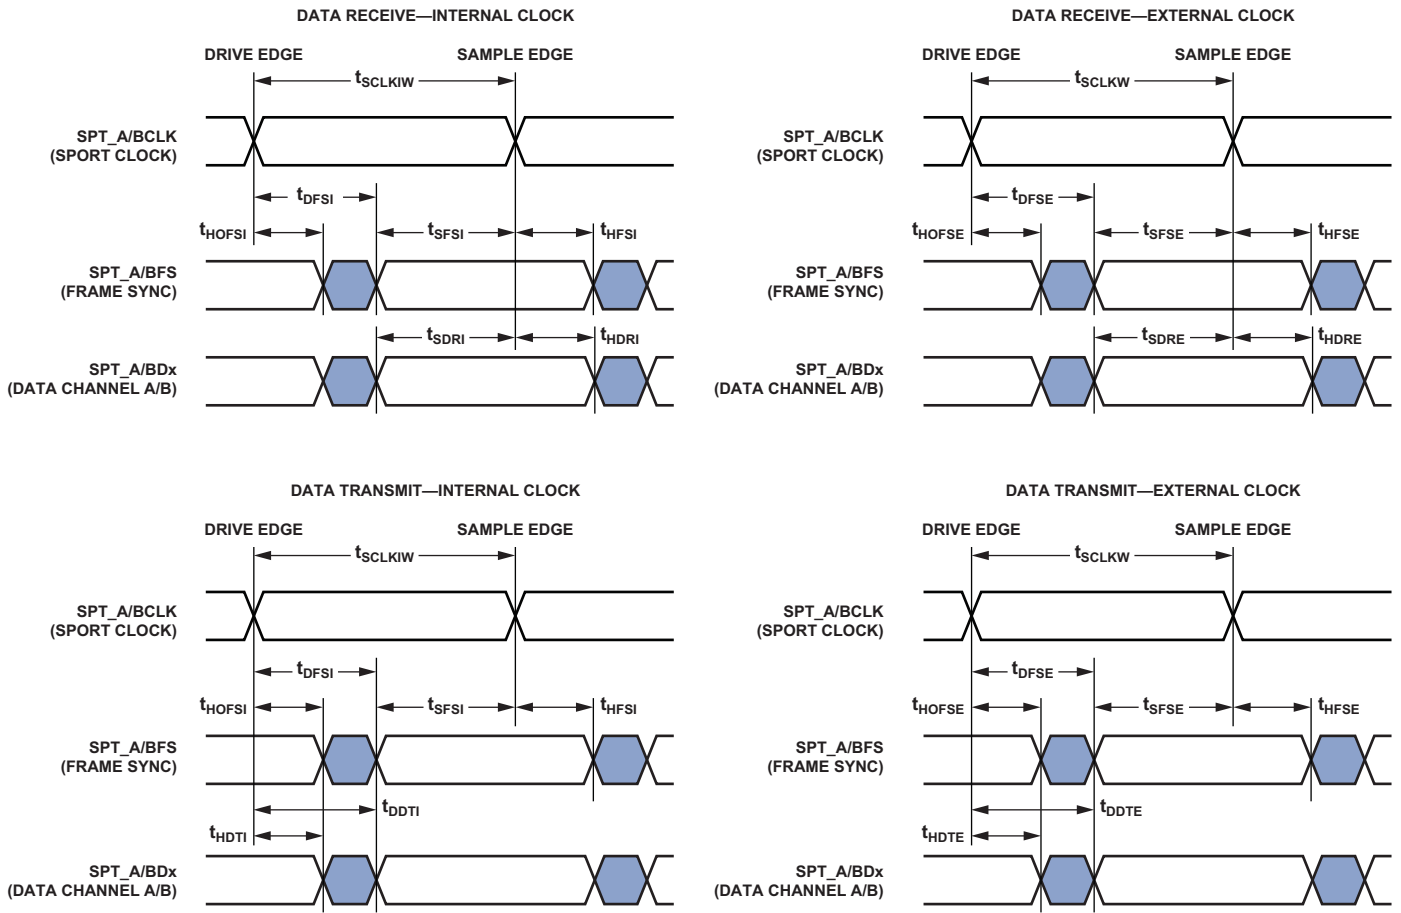 DATA RECEIVE—INTERNAL CLOCK
DRIVE EDGE
SAMPLE EDGE
tSCLKIW
SPT_A/BCLK
(SPORT CLOCK)
tDFSI
tHOFSI
tSFSI
tHFSI
SPT_A/BFS
(FRAME SYNC)
tSDRI
tHDRI
SPT_A/BDx
(DATA CHANNEL A/B)
DATA RECEIVE—EXTERNAL CLOCK
DRIVE EDGE
SAMPLE EDGE
tSCLKW
SPT_A/BCLK
(SPORT CLOCK)
tDFSE
tHOFSE
tSFSE
tHFSE
SPT_A/BFS
(FRAME SYNC)
tSDRE
tHDRE
SPT_A/BDx
(DATA CHANNEL A/B)
DATA TRANSMIT—INTERNAL CLOCK
DRIVE EDGE
SAMPLE EDGE
tSCLKIW
SPT_A/BCLK
(SPORT CLOCK)
tDFSI
tHOFSI
tSFSI
tHFSI
SPT_A/BFS
(FRAME SYNC)
tDDTI
tHDTI
SPT_A/BDx
(DATA CHANNEL A/B)
DATA TRANSMIT—EXTERNAL CLOCK
DRIVE EDGE
SAMPLE EDGE
tSCLKW
SPT_A/BCLK
(SPORT CLOCK)
tDFSE
tHOFSE
tSFSE
tHFSE
SPT_A/BFS
(FRAME SYNC)
tDDTE
tHDTE
SPT_A/BDx
(DATA CHANNEL A/B)